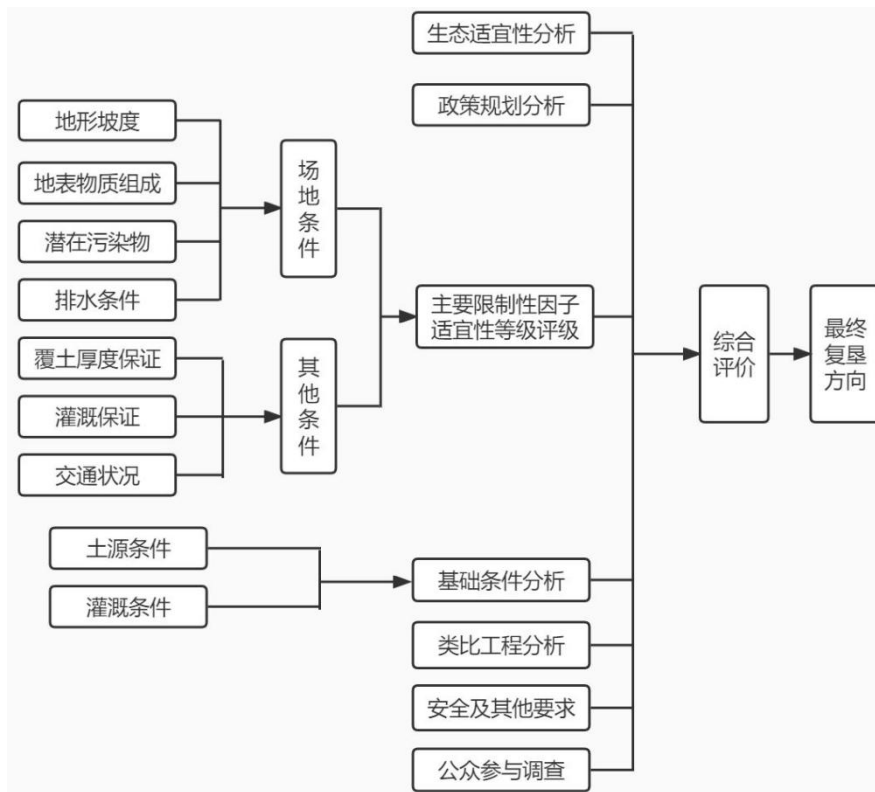 生态适宜性分析
政策规划分析
地形坡度
地表物质组成
潜在污染物
排水条件
场地条件
覆土厚度保证
灌溉保证
交通状况
其他条件
主要限制性因子
适宜性等级评级
综合
评价
最终
复垦
方向
土源条件
灌溉条件
基础条件分析
类比工程分析
安全及其他要求
公众参与调查